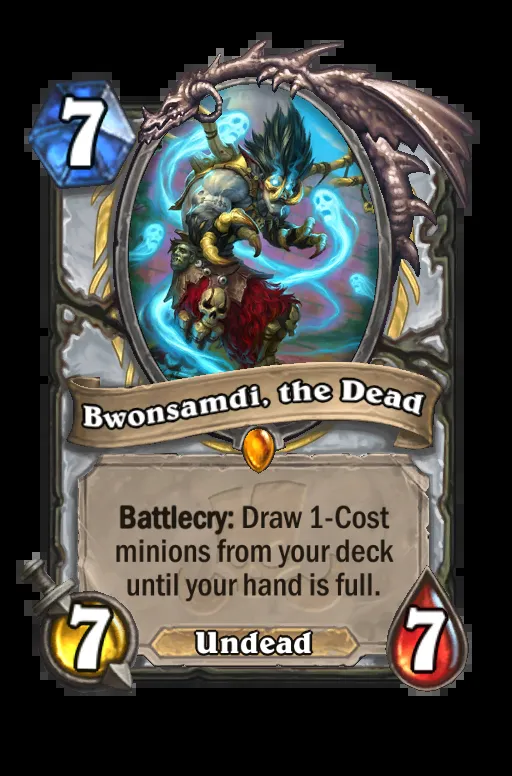 7
Bwonsamdi, the Dead
Battlecry: Draw 1-Cost
minions from your deck
until your hand is full.
7
Undead
7